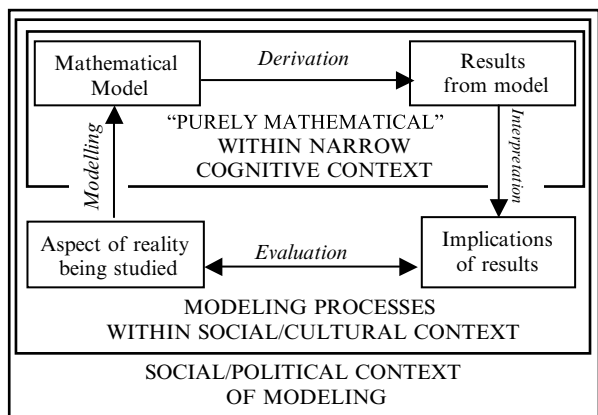 Mathematical
Model
Derivation
Results
from model
"PURELY MATHEMATICAL"
WITHIN NARROW
COGNITIVE CONTEXT
Modelling
Interpretation
Aspect of reality
being studied
Evaluation
Implications
of results
MODELING PROCESSES
WITHIN SOCIAL/CULTURAL CONTEXT
SOCIAL/POLITICAL CONTEXT
OF MODELING